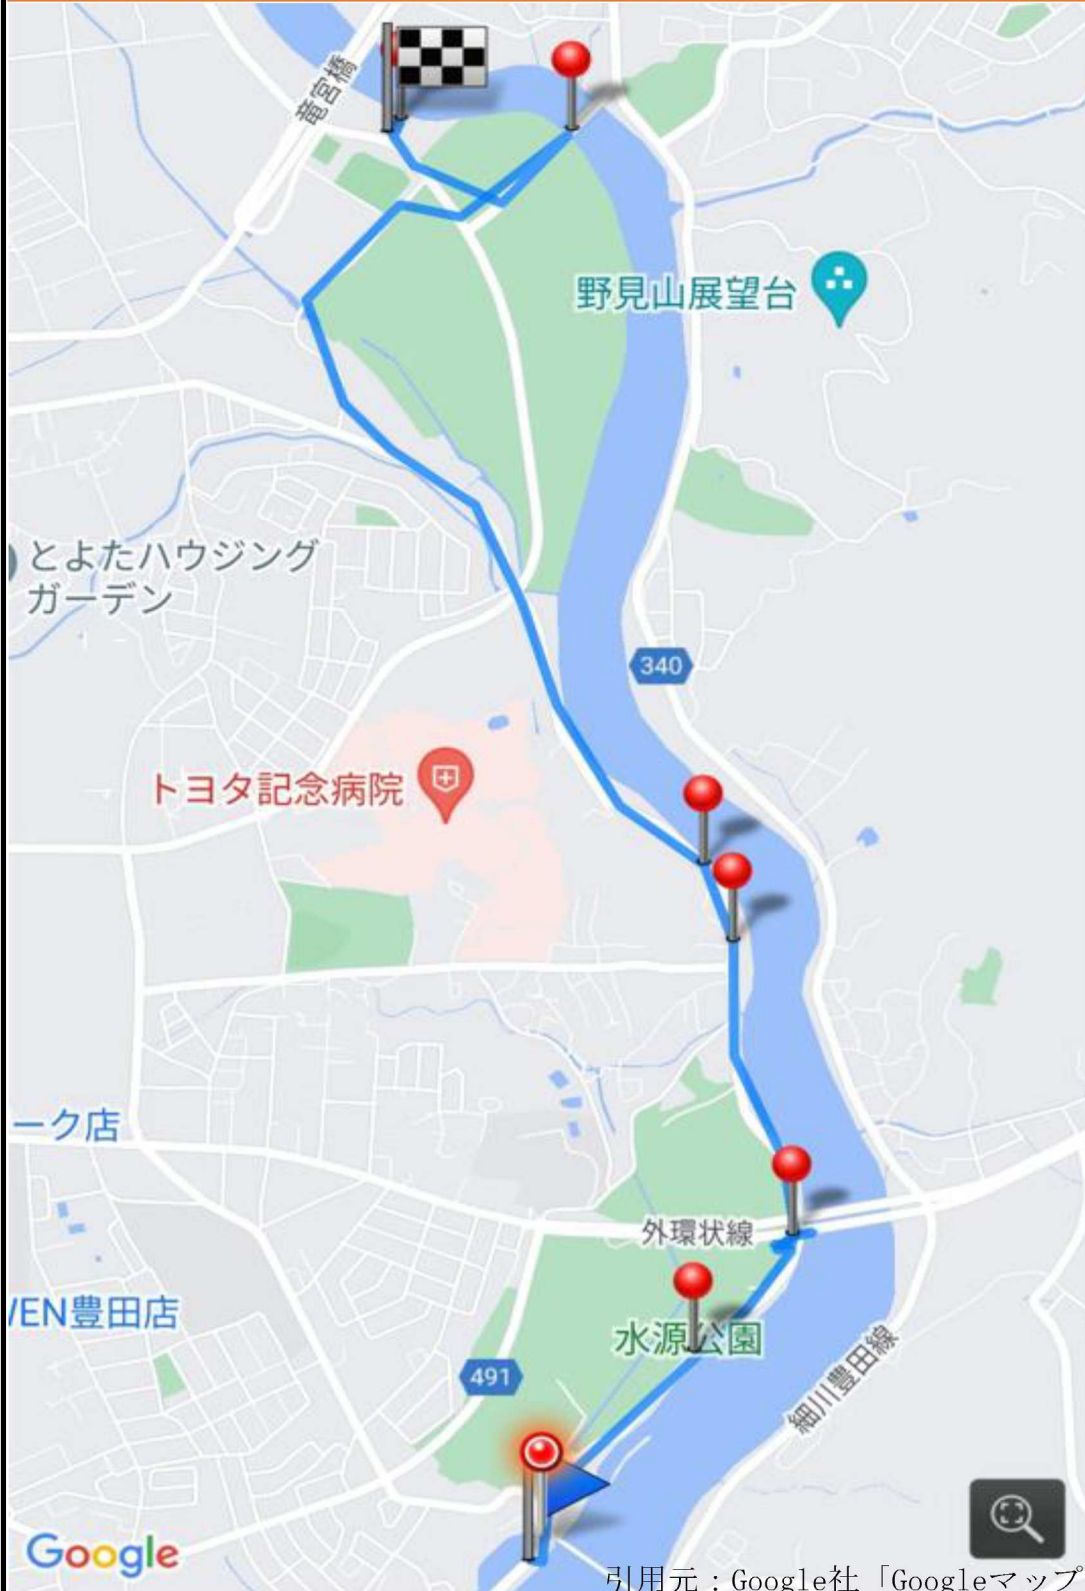 竜宮橋
野見山展望台
とよたハウジング
ガーデン
340
トヨタ記念病院
ーク店
外環状線
/EN豊田店
水源公園
491
細川豊田線
Google
引用元：Google社「Googleマップ